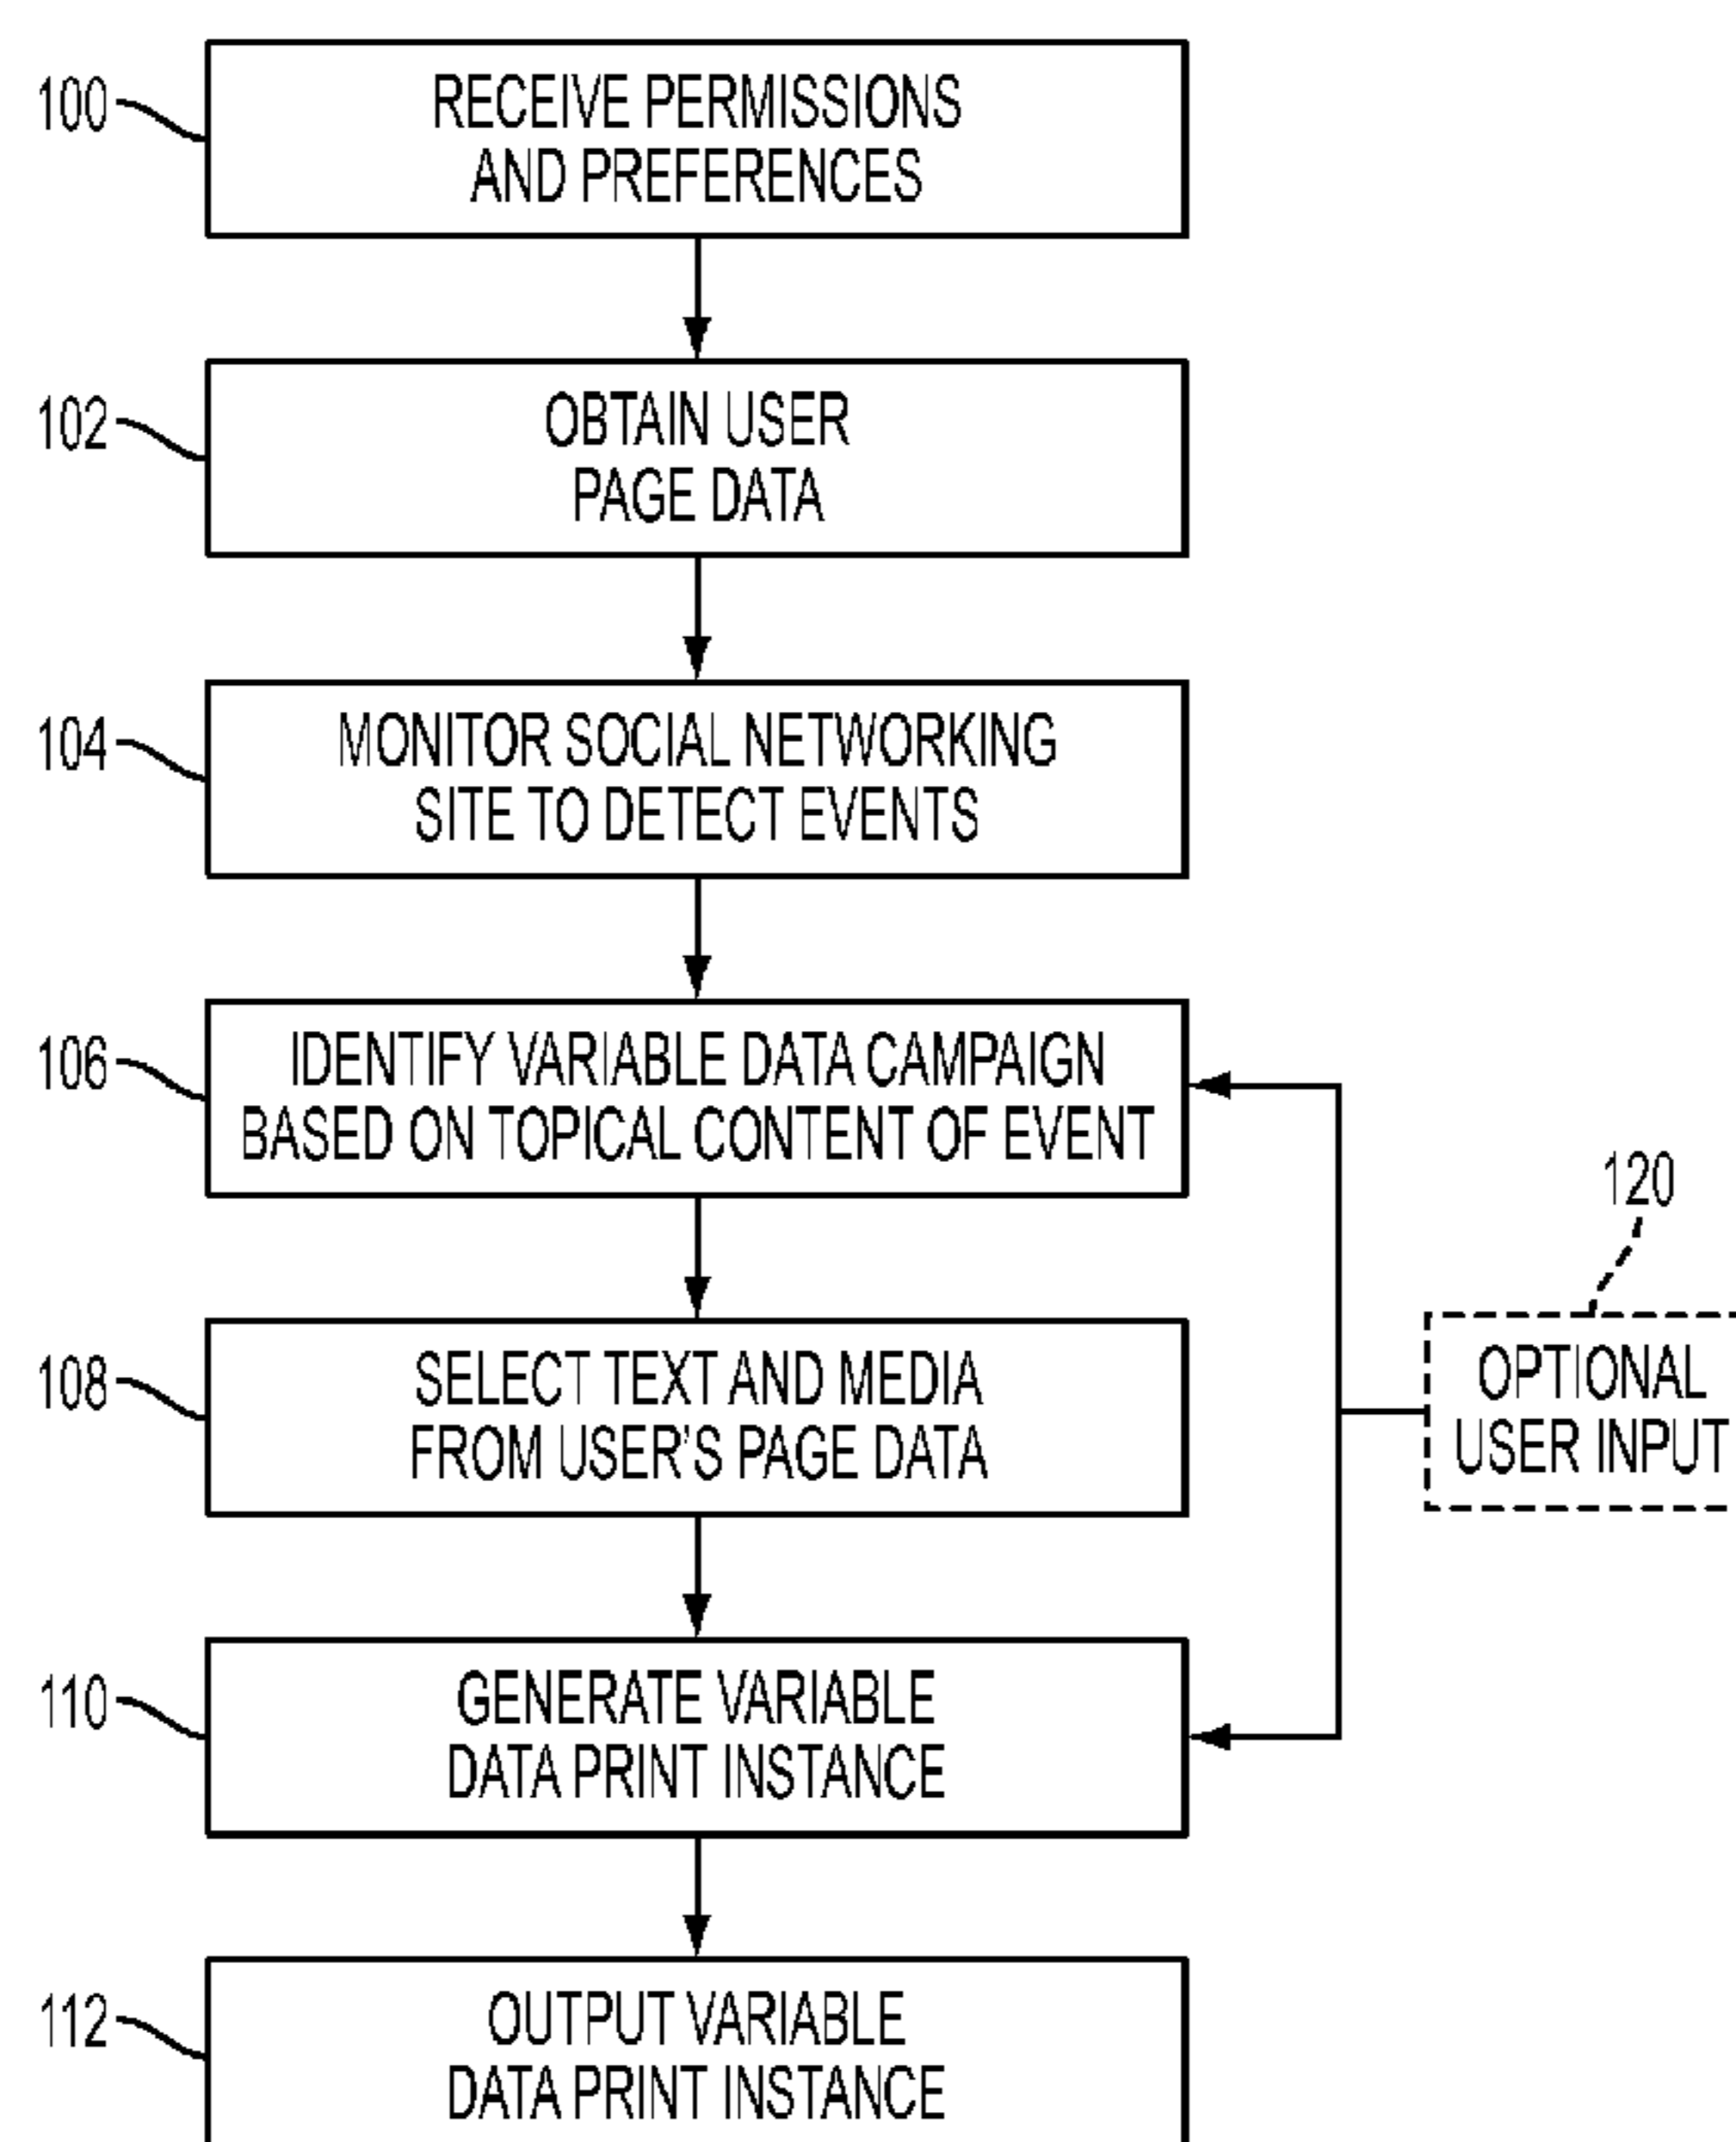 100
RECEIVE PERMISSIONS
AND PREFERENCES
102
OBTAIN USER
PAGE DATA
104
MONITOR SOCIAL NETWORKING
SITE TO DETECT EVENTS
106
IDENTIFY VARIABLE DATA CAMPAIGN
BASED ON TOPICAL CONTENT OF EVENT
120
OPTIONAL
USER INPUT
108
SELECT TEXT AND MEDIA
FROM USER'S PAGE DATA
110
GENERATE VARIABLE
DATA PRINT INSTANCE
112
OUTPUT VARIABLE
DATA PRINT INSTANCE